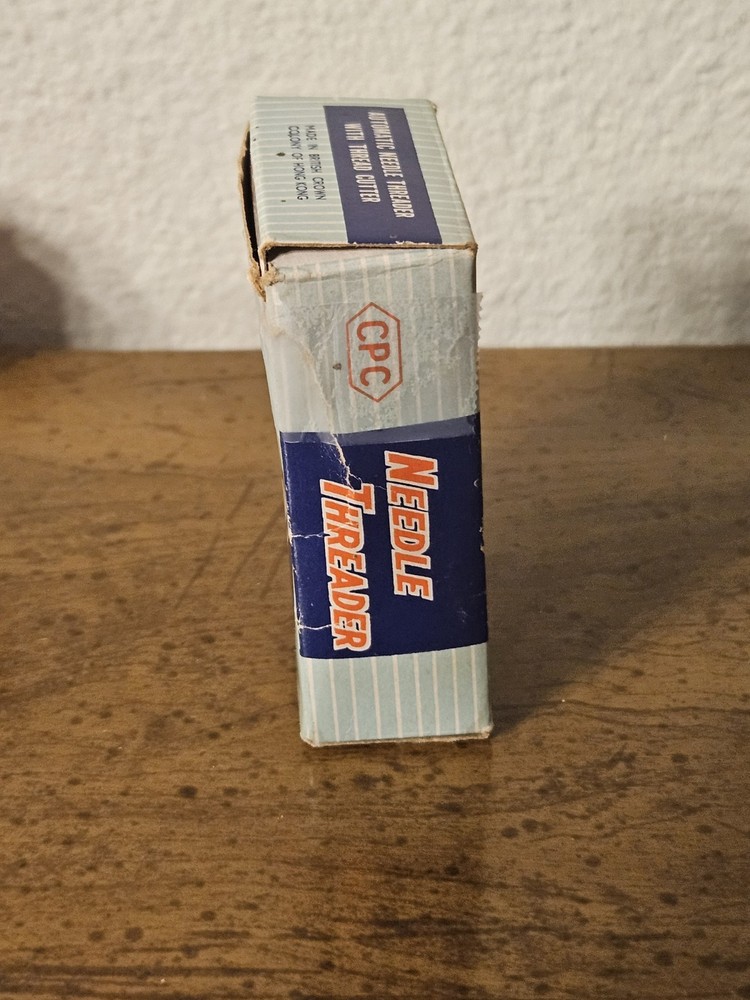 AUTOMATIC NEEDLE THREADER
WITH THREAD CUTTER
MADE IN BRITISH CROWN
COLONY OF HONG KONG
CPC
NEEDLE
THREADER